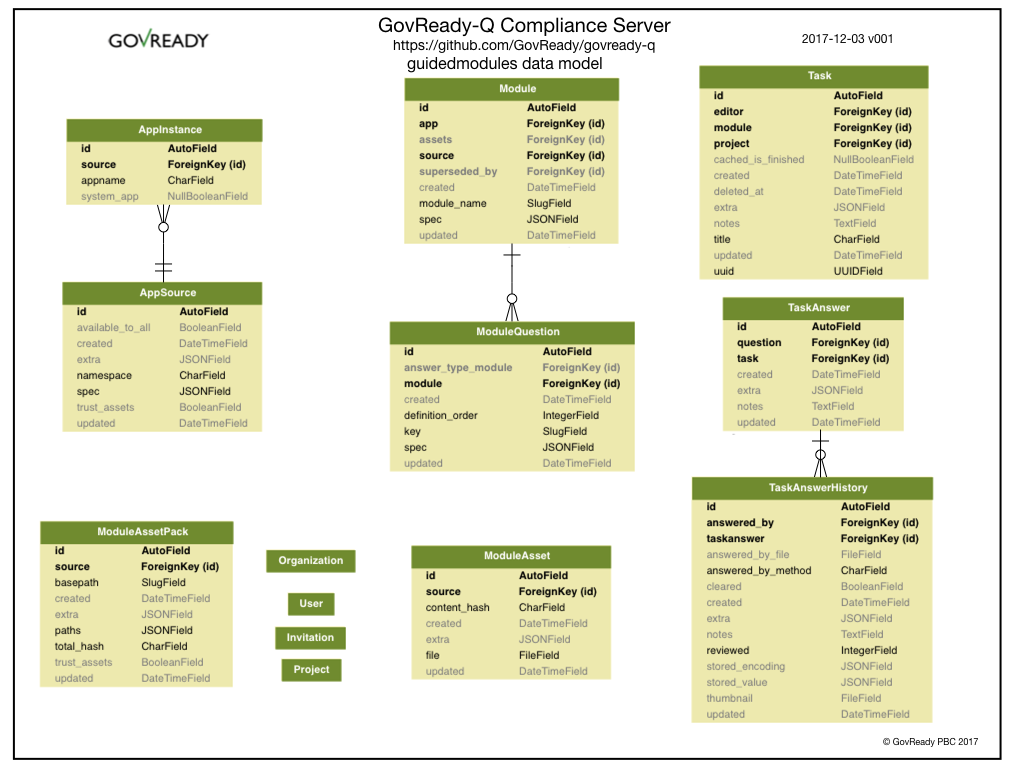 GovReady-Q Compliance Server
https://github.com/GovReady/govready-q
guidedmodules data model
GOVREADY
2017-12-03 v001
AppInstance
id AutoField
source ForeignKey (id)
appname CharField
system_app NullBooleanField
AppSource
id AutoField
available_to_all BooleanField
created DateTimeField
extra JSONField
namespace CharField
spec JSONField
trust_assets BooleanField
updated DateTimeField
Module
id AutoField
app ForeignKey (id)
assets ForeignKey (id)
source ForeignKey (id)
superseded_by ForeignKey (id)
created DateTimeField
module_name SlugField
spec JSONField
updated DateTimeField
ModuleQuestion
id AutoField
answer_type_module ForeignKey (id)
module ForeignKey (id)
created DateTimeField
definition_order IntegerField
key SlugField
spec JSONField
updated DateTimeField
Task
id AutoField
editor ForeignKey (id)
module ForeignKey (id)
project ForeignKey (id)
cached_is_finished NullBooleanField
created DateTimeField
deleted_at DateTimeField
extra JSONField
notes TextField
title CharField
updated DateTimeField
uuid UUIDField
TaskAnswer
id AutoField
question ForeignKey (id)
task ForeignKey (id)
created DateTimeField
extra JSONField
notes TextField
updated DateTimeField
TaskAnswerHistory
id AutoField
answered_by ForeignKey (id)
taskanswer ForeignKey (id)
answered_by_file FileField
answered_by_method CharField
cleared BooleanField
created DateTimeField
extra JSONField
notes TextField
reviewed IntegerField
stored_encoding JSONField
stored_value JSONField
thumbnail FileField
updated DateTimeField
ModuleAssetPack
id AutoField
source ForeignKey (id)
basepath SlugField
created DateTimeField
extra JSONField
paths JSONField
total_hash CharField
trust_assets BooleanField
updated DateTimeField
Organization
User
Invitation
Project
ModuleAsset
id AutoField
source ForeignKey (id)
content_hash CharField
created DateTimeField
extra JSONField
file FileField
updated DateTimeField
© GovReady PBC 2017